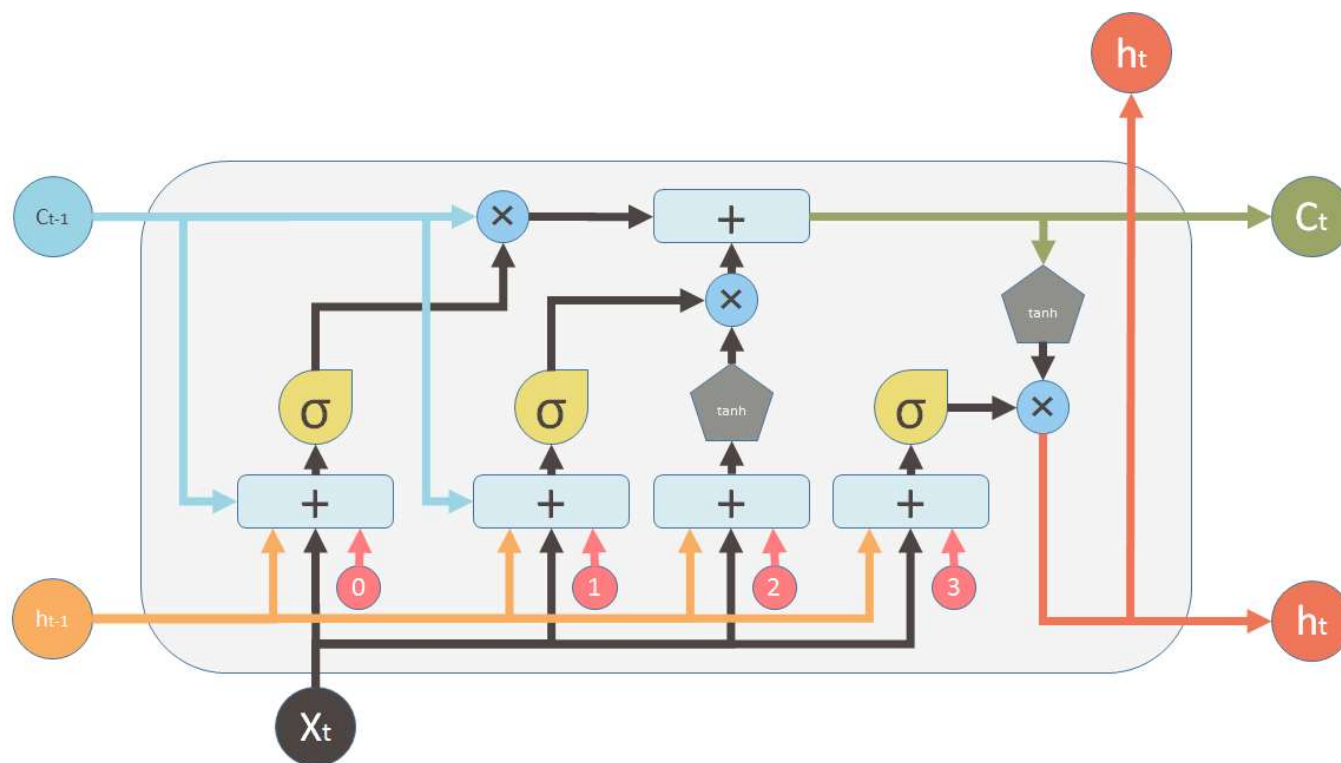 ht
Ct-1
×
+
Ct
×
tanh
tanh
σ
σ
σ
×
+
+
+
+
0
1
2
3
ht-1
ht
Xt